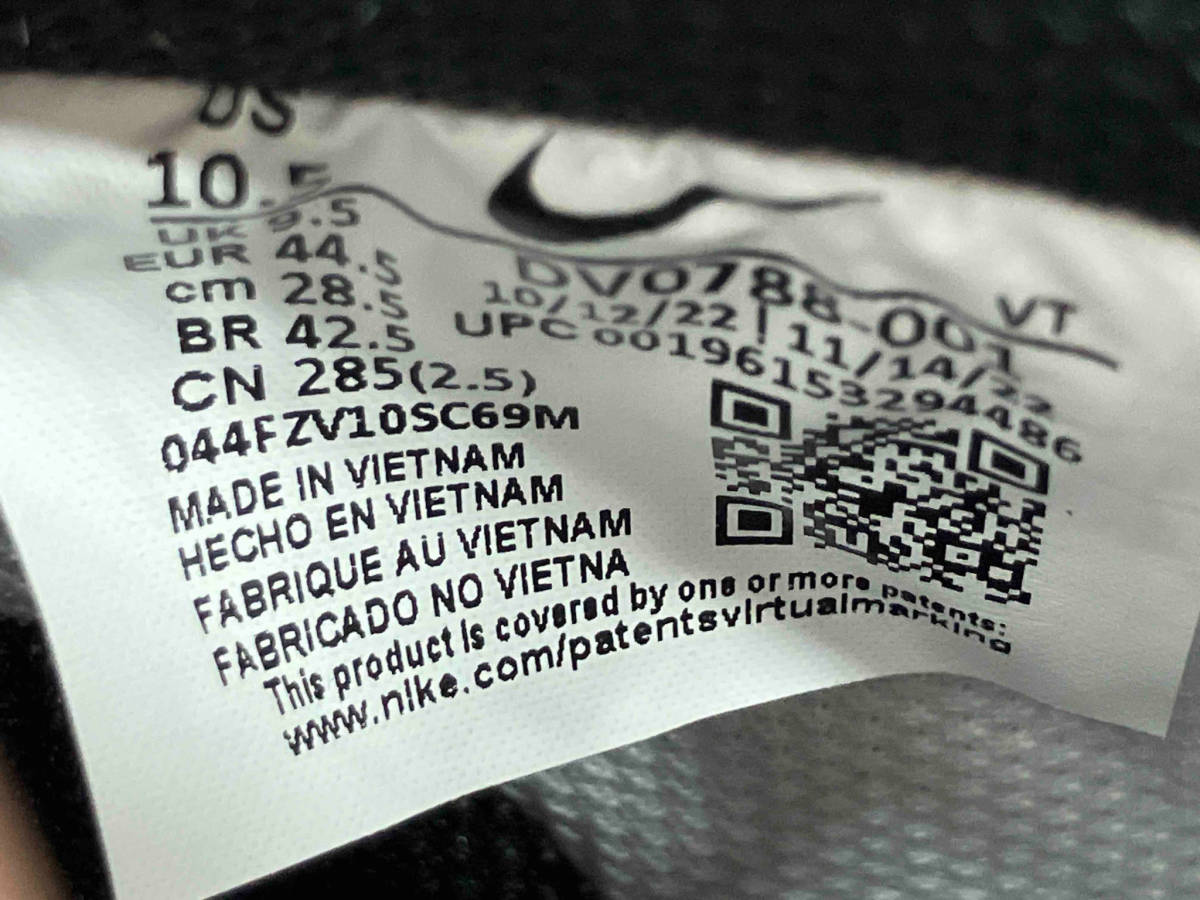 US
10.5
UK 9.5
EUR 44.5
cm 28.5
BR 42.5
CN 285(2.5)
044FZV10SC69M
MADE IN VIETNAM
HECHO EN VIETNAM
FABRIQUE AU VIETNAM
FABRICADO NO VIETNA
This product is covered by one or more patents:
www.nike.com/patentsvirtualmarking
VT
DV0788-001
10/12/22 | 11/14/22
UPC 00196153294486